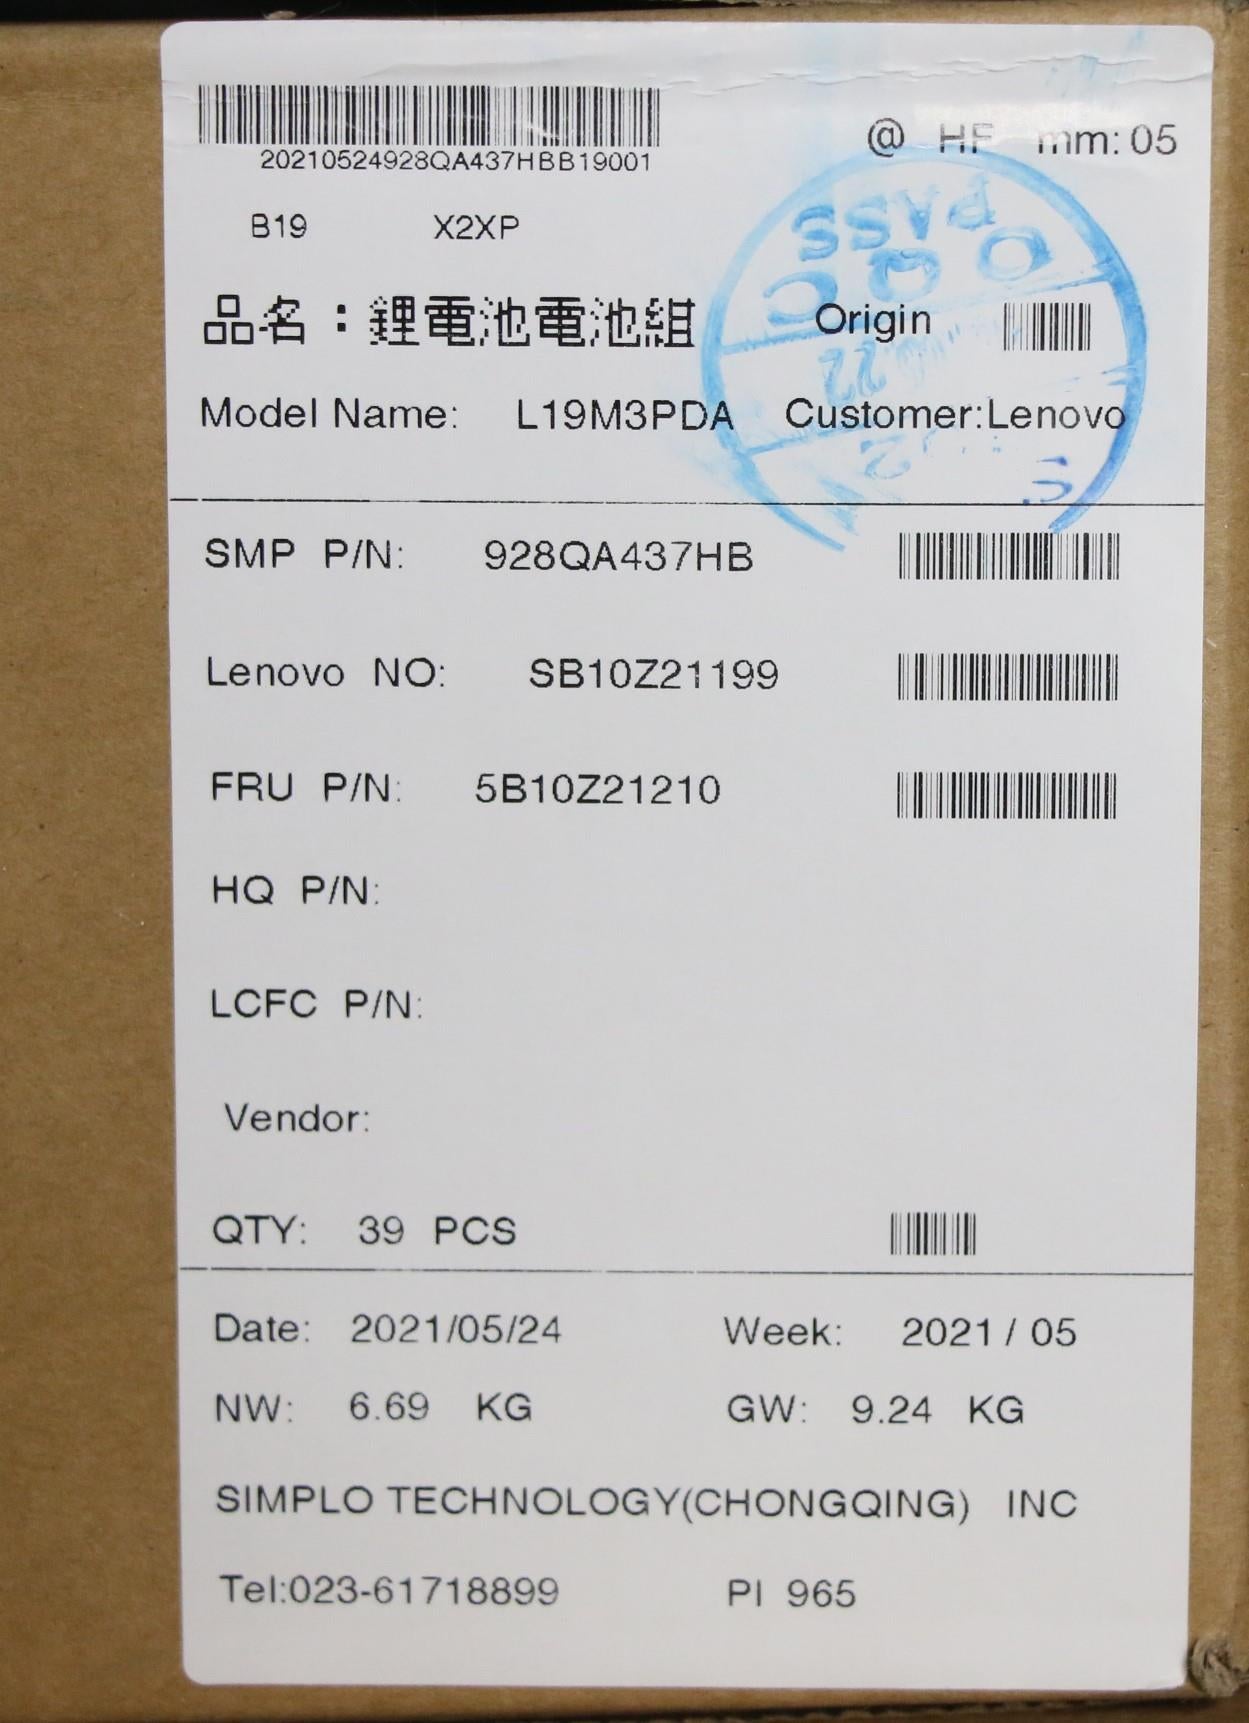 20210524928QA437HBB19001
@ HF mm:05
B19 X2XP
品名：鋰電池電池組 Origin
Model Name: L19M3PDA Customer:Lenovo
OQC
PASS
22
SMP P/N: 928QA437HB
Lenovo NO: SB10Z21199
FRU P/N: 5B10Z21210
HQ P/N:
LCFC P/N:
Vendor:
QTY: 39 PCS
Date: 2021/05/24 Week: 2021 / 05
NW: 6.69 KG GW: 9.24 KG
SIMPLO TECHNOLOGY(CHONGQING) INC
Tel:023-61718899 PI 965